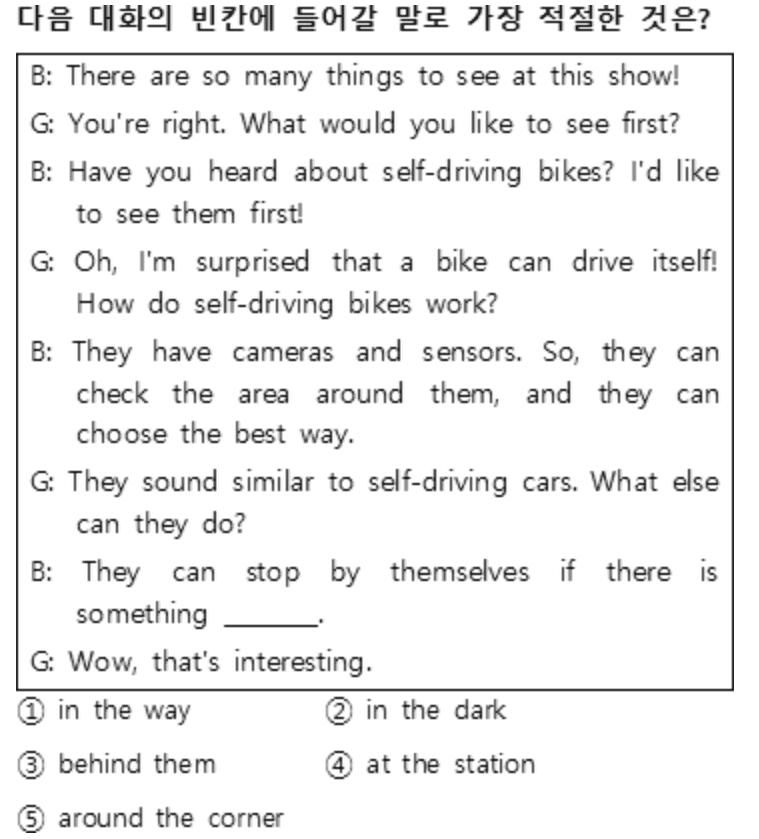 다음 대화의 빈칸에 들어갈 말로 가장 적절한 것은?
B: There are so many things to see at this show!
G: You're right. What would you like to see first?
B: Have you heard about self-driving bikes? I'd like
to see them first!
G: Oh, I'm surprised that a bike can drive itself!
How do self-driving bikes work?
B: They have cameras and sensors. So, they can
check the area around them, and they can
choose the best way.
G: They sound similar to self-driving cars. What else
can they do?
B: They can stop by themselves if there is
something ______.
G: Wow, that's interesting.
① in the way ② in the dark
③ behind them ④ at the station
⑤ around the corner